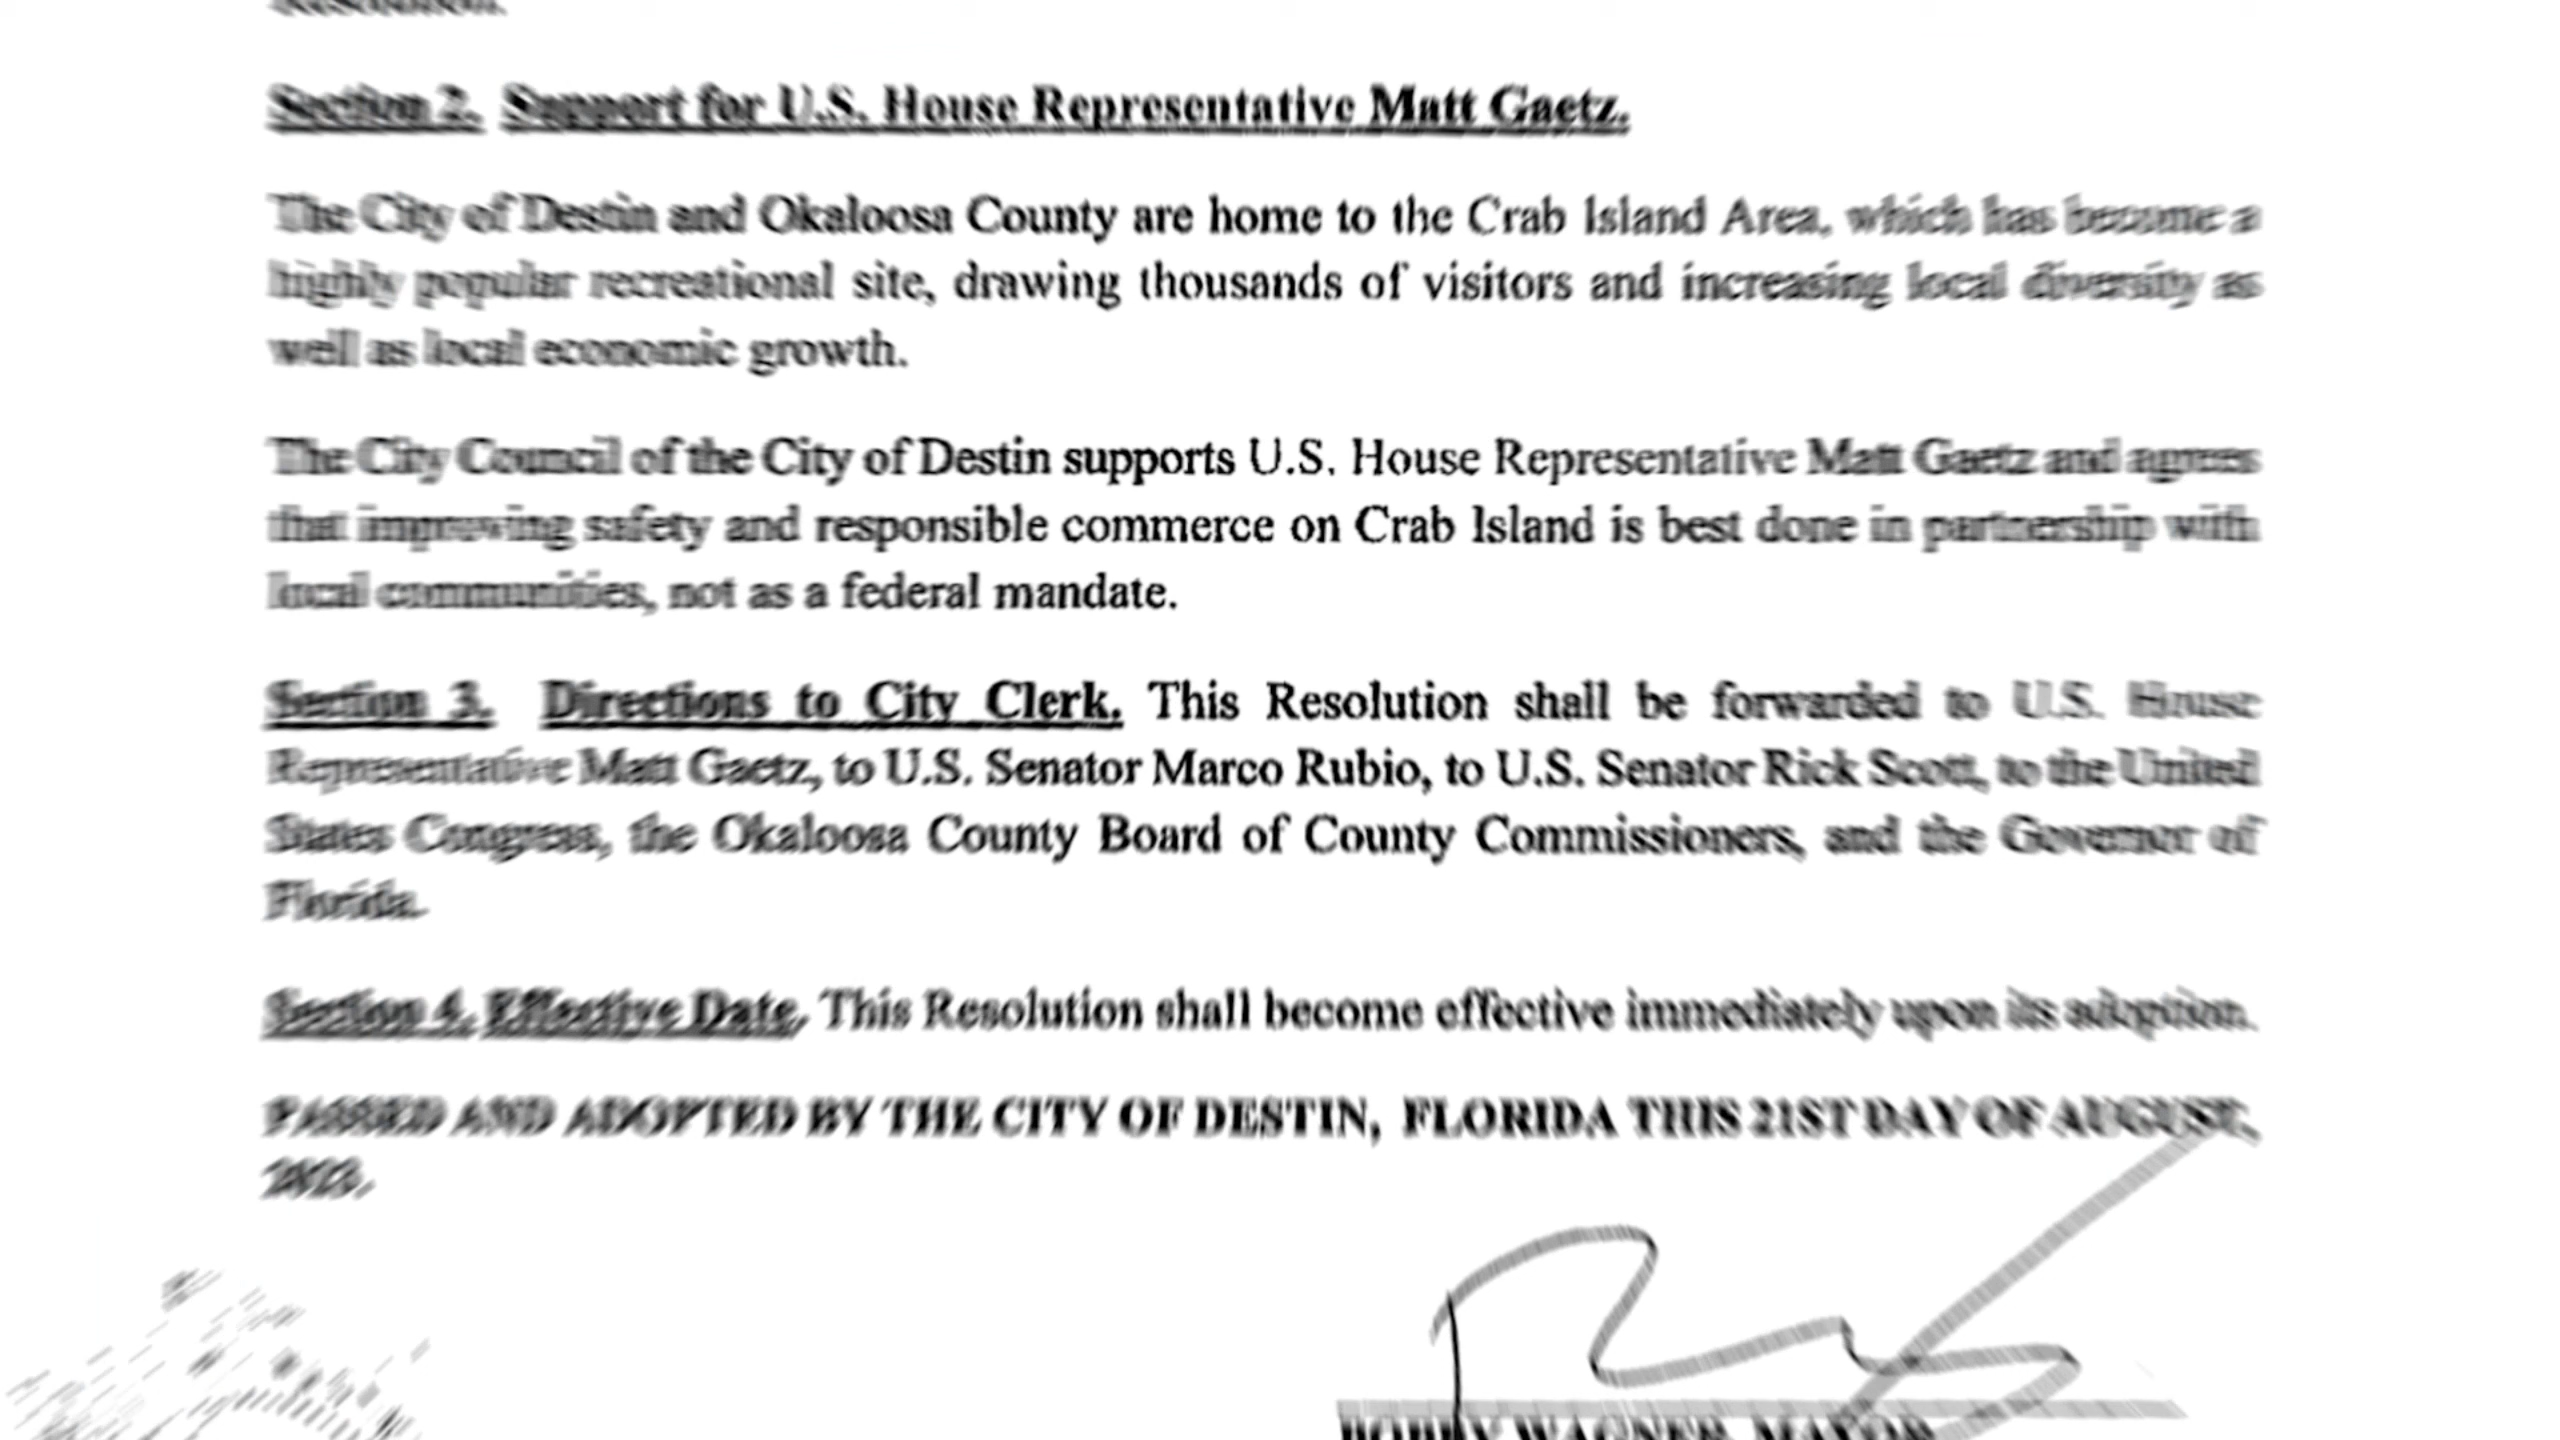 Resolution.
Section 2. Support for U.S. House Representative Matt Gaetz.
The City of Destin and Okaloosa County are home to the Crab Island Area, which has become a
highly popular recreational site, drawing thousands of visitors and increasing local diversity as
well as local economic growth.
The City Council of the City of Destin supports U.S. House Representative Matt Gaetz and agrees
that improving safety and responsible commerce on Crab Island is best done in partnership with
local communities, not as a federal mandate.
Section 3. Directions to City Clerk. This Resolution shall be forwarded to U.S. House
Representative Matt Gaetz, to U.S. Senator Marco Rubio, to U.S. Senator Rick Scott, to the United
States Congress, the Okaloosa County Board of County Commissioners, and the Governor of
Florida.
Section 4. Effective Date. This Resolution shall become effective immediately upon its adoption.
PASSED AND ADOPTED BY THE CITY OF DESTIN, FLORIDA THIS 21ST DAY OF AUGUST,
2023.
BOBBY WAGNER, MAYOR